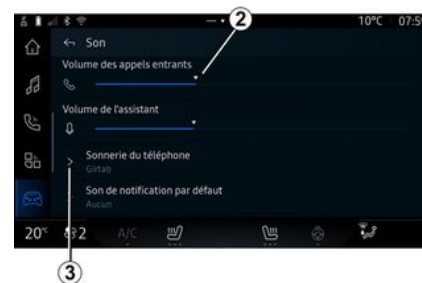 2
10°C 07:59
Son
Volume des appels entrants
Volume de l'assistant
Sonnerie du téléphone
Girtab
Son de notification par défaut
Aucun
20°C 2 A/C
3